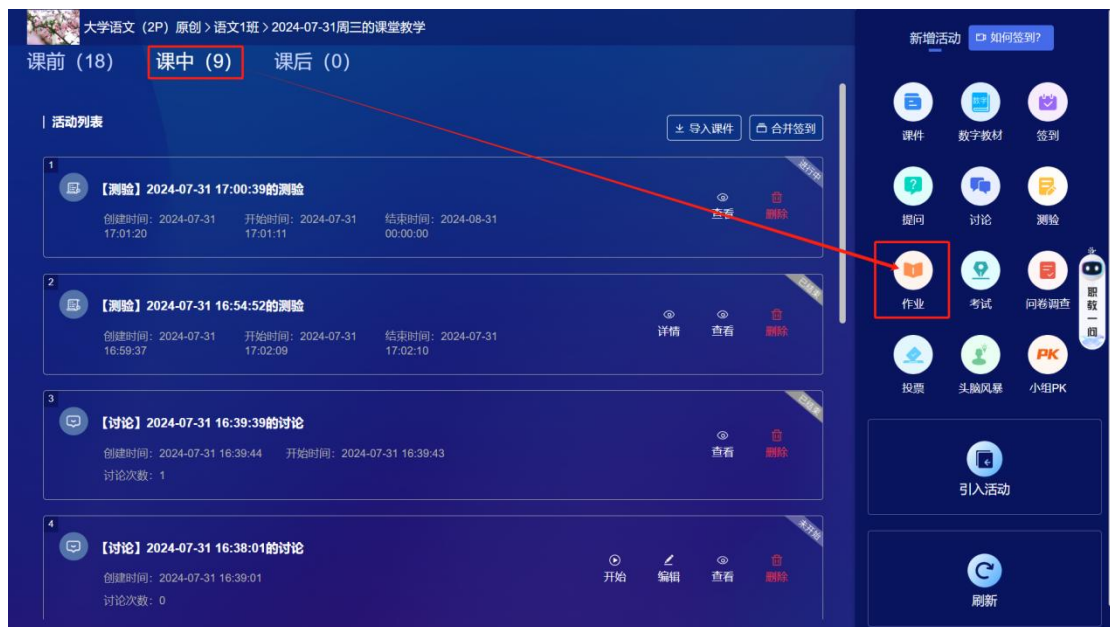 大学语文（2P）原创 > 语文1班 > 2024-07-31周三的课堂教学
课前（18） 课中（9） 课后（0）
活动列表
导入课件 合并签到
1
进行中
【测验】2024-07-31 17:00:39的测验
创建时间：2024-07-31 17:01:20 开始时间：2024-07-31 17:01:11 结束时间：2024-08-31 00:00:00
查看 删除
2
已结束
【测验】2024-07-31 16:54:52的测验
创建时间：2024-07-31 16:59:37 开始时间：2024-07-31 17:02:09 结束时间：2024-07-31 17:02:10
详情 查看 删除
3
已结束
【讨论】2024-07-31 16:39:39的讨论
创建时间：2024-07-31 16:39:44 开始时间：2024-07-31 16:39:43
讨论次数：1
查看 删除
4
未开始
【讨论】2024-07-31 16:38:01的讨论
创建时间：2024-07-31 16:39:01
讨论次数：0
开始 编辑 查看 删除
新增活动 如何签到?
课件 数字教材 签到
提问 讨论 测验
作业 考试 问卷调查
投票 头脑风暴 小组PK
引入活动
刷新
职教一问